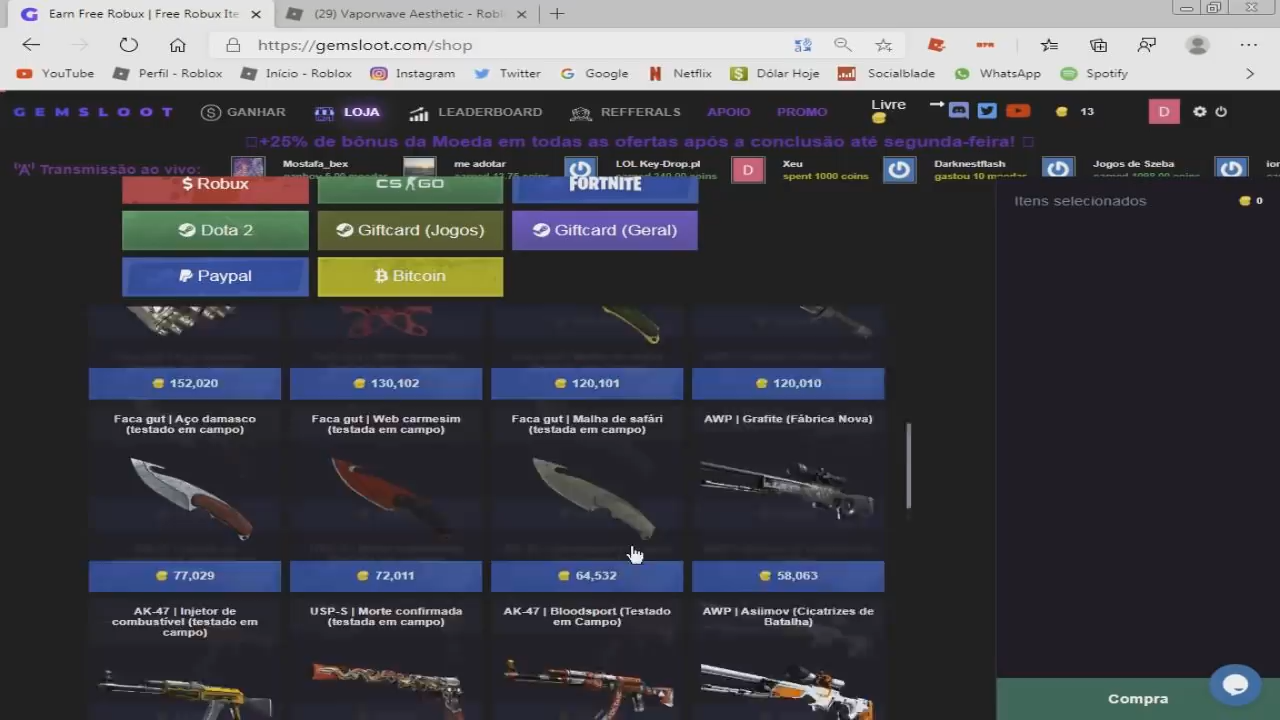 Earn Free Robux | Free Robux Ite
(29) Vaporwave Aesthetic - Robl
https://gemsloot.com/shop
YouTube
Perfil - Roblox
Início - Roblox
Instagram
Twitter
Google
Netflix
Dólar Hoje
Socialblade
WhatsApp
Spotify
GEMSLOOT
GANHAR
LOJA
LEADERBOARD
REFFERALS
APOIO
PROMO
Livre
13
D
+25% de bônus da Moeda em todas as ofertas após a conclusão até segunda-feira!
Transmissão ao vivo:
Mostafa_bex
me adotar
LOL Key-Drop.pl
D
Xeu
spent 1000 coins
Darknestflash
gastou 10 moedas
Jogos de Szeba
$ Robux
CS GO
FORTNITE
Itens selecionados
0
Dota 2
Giftcard (Jogos)
Giftcard (Geral)
Paypal
Bitcoin
152,020
130,102
120,101
120,010
Faca gut | Aço damasco
(testado em campo)
Faca gut | Web carmesim
(testada em campo)
Faca gut | Malha de safári
(testada em campo)
AWP | Grafite (Fábrica Nova)
77,029
72,011
64,532
58,063
AK-47 | Injetor de
combustível (testado em
campo)
USP-S | Morte confirmada
(testada em campo)
AK-47 | Bloodsport (Testado
em Campo)
AWP | Asiimov (Cicatrizes de
Batalha)
Compra